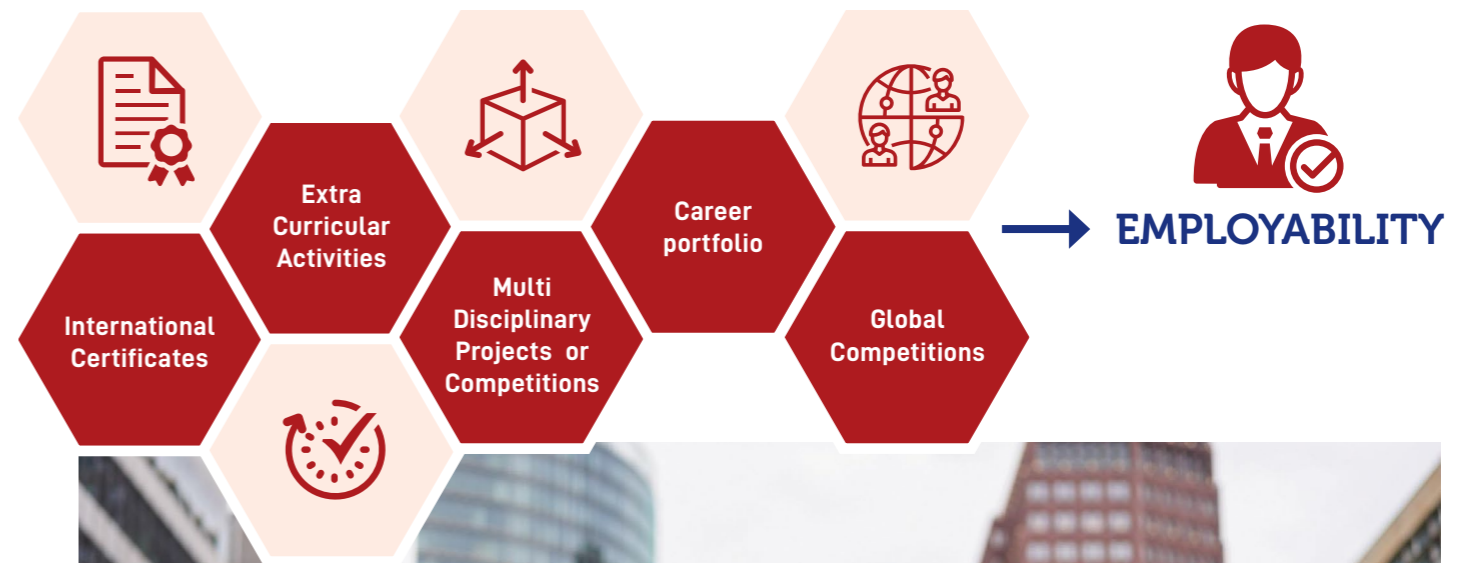 International
Certificates
Extra
Curricular
Activities
Multi
Disciplinary
Projects or
Competitions
Career
portfolio
Global
Competitions
EMPLOYABILITY